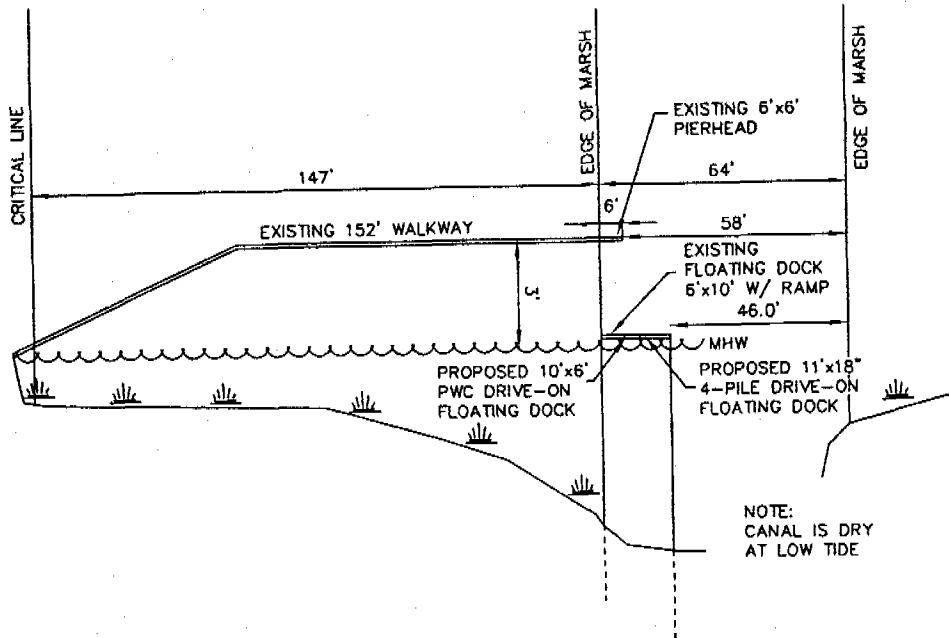 CRITICAL LINE
EDGE OF MARSH
EDGE OF MARSH
EXISTING 6'x6'
PIERHEAD
147'
64'
6'
58'
EXISTING 152' WALKWAY
EXISTING
FLOATING DOCK
6'x10' W/ RAMP
3'
46.0'
MHW
PROPOSED 10'x6'
PWC DRIVE-ON
FLOATING DOCK
PROPOSED 11'x18"
4-PILE DRIVE-ON
FLOATING DOCK
NOTE:
CANAL IS DRY
AT LOW TIDE